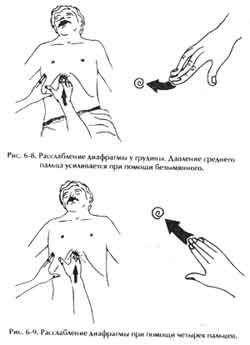 Рис. 6-8. Расслабление диафрагмы у грудины. Давление среднего
пальца усиливается при помощи безымянного.
Рис. 6-9. Расслабление диафрагмы при помощи четырех пальцев.